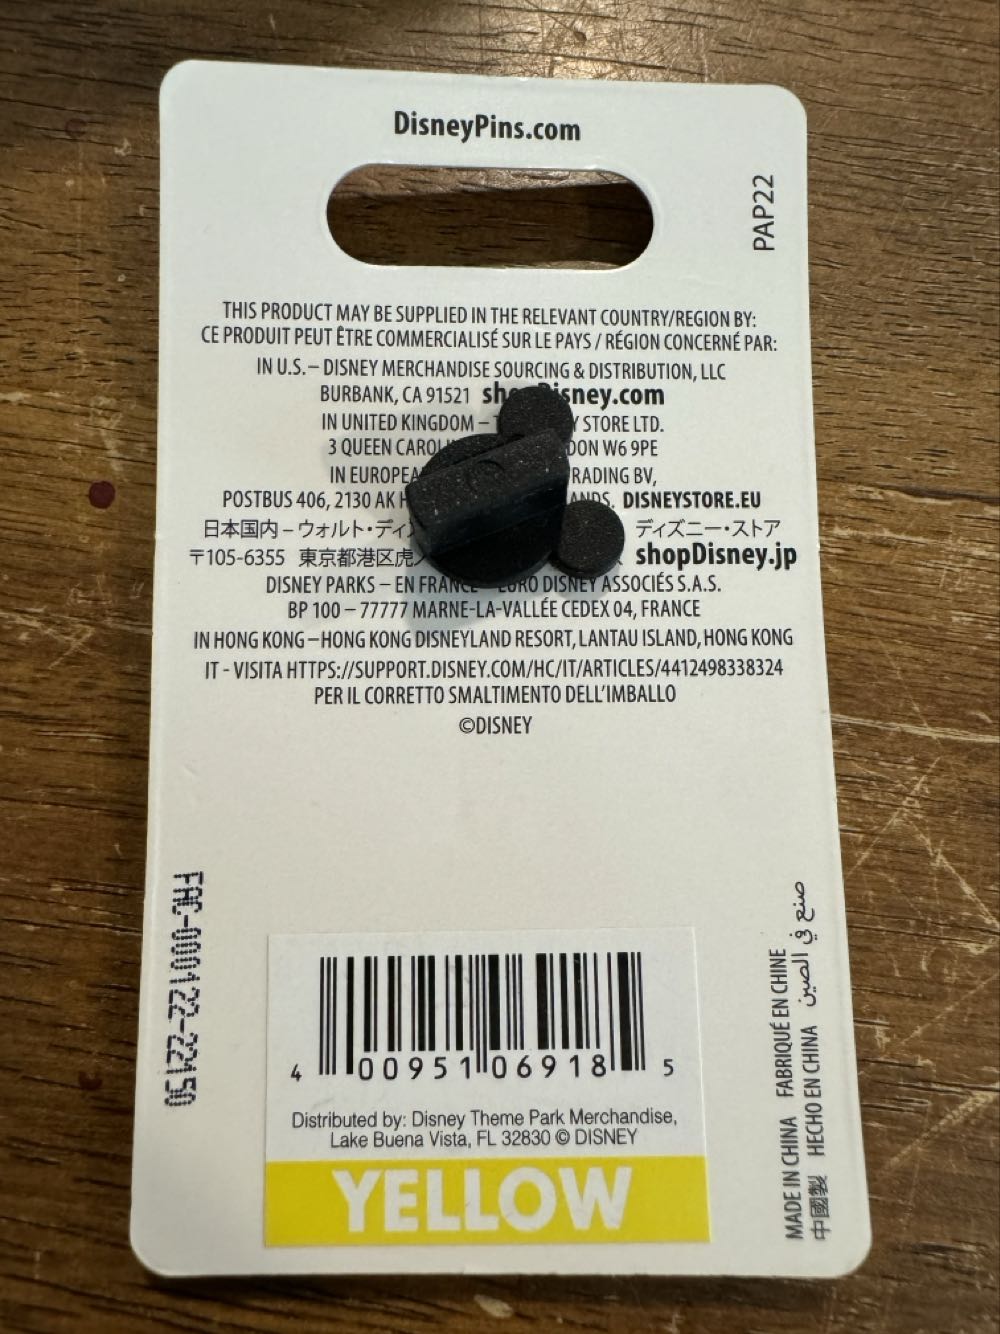 DisneyPins.com
PAP22
THIS PRODUCT MAY BE SUPPLIED IN THE RELEVANT COUNTRY/REGION BY:
CE PRODUIT PEUT ÊTRE COMMERCIALISÉ SUR LE PAYS / RÉGION CONCERNÉ PAR:
IN U.S. – DISNEY MERCHANDISE SOURCING & DISTRIBUTION, LLC
BURBANK, CA 91521 shopDisney.com
IN UNITED KINGDOM – STORE LTD.
3 QUEEN W6 9PE
IN BV,
POSTBUS 406, 2130 AK DISNEYSTORE.EU
日本国内 – ウォルト・ディ ディズニー・ストア
〒105-6355 東京都港区虎 shopDisney.jp
DISNEY PARKS – EN FRANCE – EURO DISNEY ASSOCIÉS S.A.S.
BP 100 – 77777 MARNE-LA-VALLÉE CEDEX 04, FRANCE
IN HONG KONG – HONG KONG DISNEYLAND RESORT, LANTAU ISLAND, HONG KONG
IT - VISITA HTTPS://SUPPORT.DISNEY.COM/HC/IT/ARTICLES/4412498338324
PER IL CORRETTO SMALTIMENTO DELL'IMBALLO
©DISNEY
FAC-000122-22150
4 00951 06918 5
Distributed by: Disney Theme Park Merchandise,
Lake Buena Vista, FL 32830 © DISNEY
YELLOW
MADE IN CHINA FABRIQUÉ EN CHINE
中國製 HECHO EN CHINA صنع في الصين